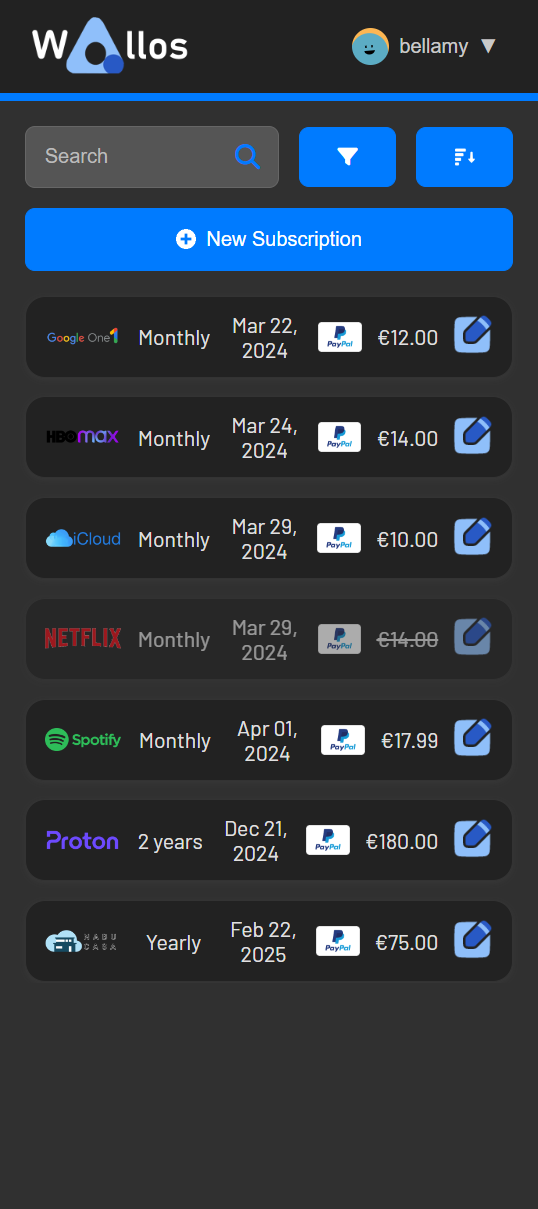 Wallos
bellamy ▼
Search
New Subscription
Google One Monthly Mar 22, 2024 PayPal €12.00
HBOmax Monthly Mar 24, 2024 PayPal €14.00
iCloud Monthly Mar 29, 2024 PayPal €10.00
NETFLIX Monthly Mar 29, 2024 PayPal €14.00
Spotify Monthly Apr 01, 2024 PayPal €17.99
Proton 2 years Dec 21, 2024 PayPal €180.00
NABU CASA Yearly Feb 22, 2025 PayPal €75.00